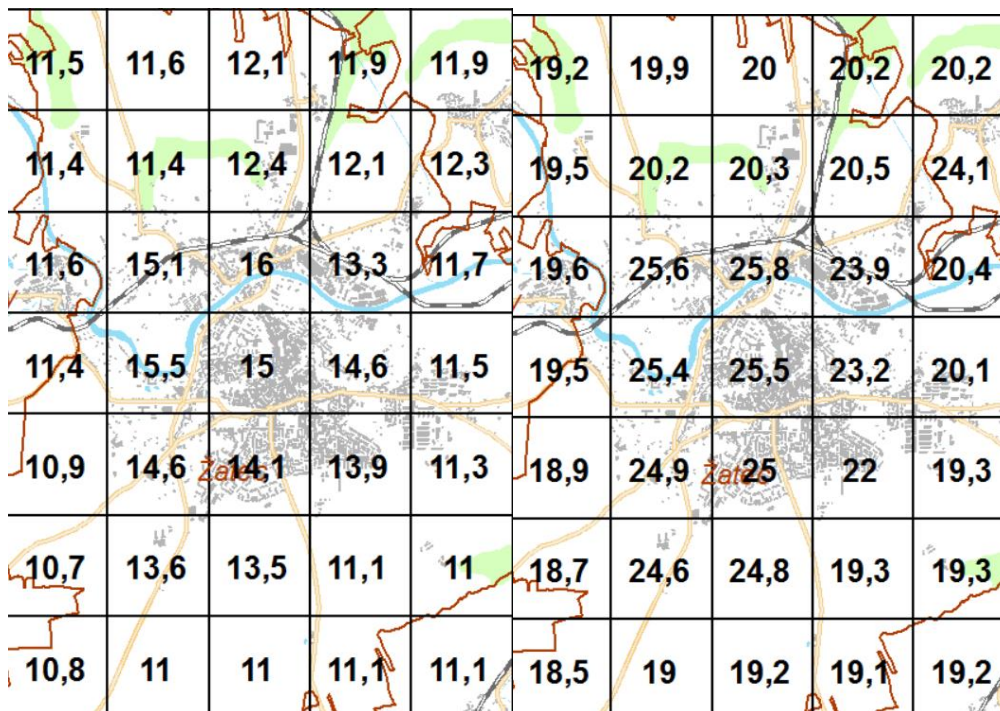 11,5 11,6 12,1 11,9 11,9 19,2 19,9 20 20,2 20,2
11,4 11,4 12,4 12,1 12,3 19,5 20,2 20,3 20,5 24,1
11,6 15,1 16 13,3 11,7 19,6 25,6 25,8 23,9 20,4
11,4 15,5 15 14,6 11,5 19,5 25,4 25,5 23,2 20,1
10,9 14,6 14,1 13,9 11,3 18,9 24,9 25 22 19,3
Žatec Žatec
10,7 13,6 13,5 11,1 11 18,7 24,6 24,8 19,3 19,3
10,8 11 11 11,1 11,1 18,5 19 19,2 19,1 19,2